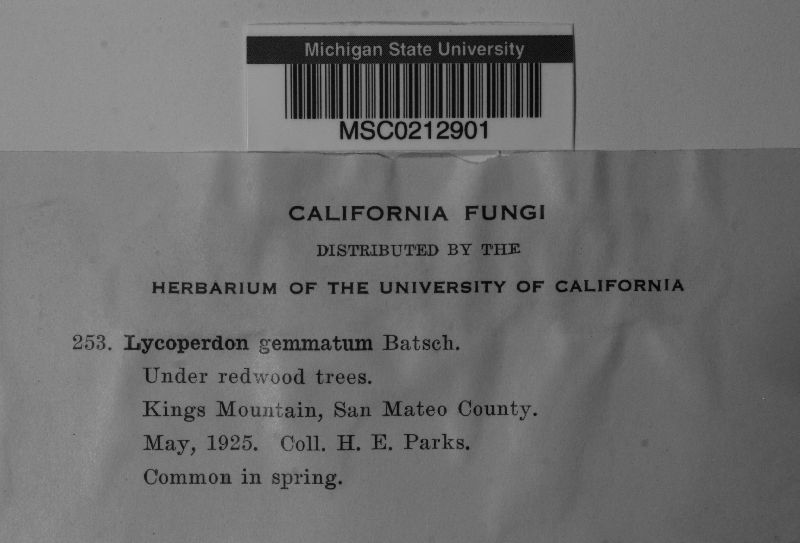 Michigan State University
MSC0212901
CALIFORNIA FUNGI
DISTRIBUTED BY THE
HERBARIUM OF THE UNIVERSITY OF CALIFORNIA
253. Lycoperdon gemmatum Batsch.
Under redwood trees.
Kings Mountain, San Mateo County.
May, 1925. Coll. H. E. Parks.
Common in spring.